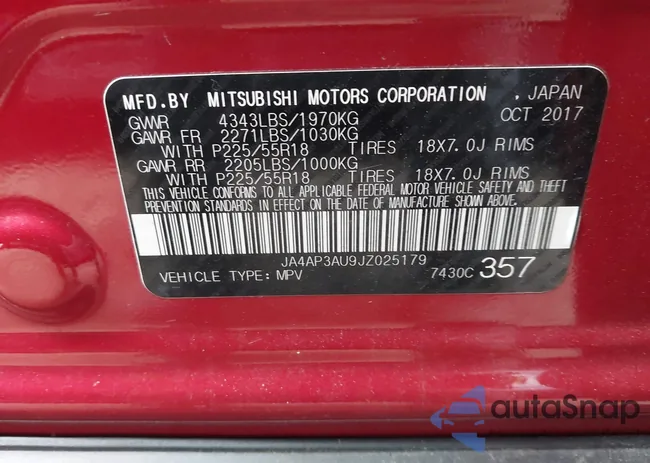 MFD.BY MITSUBISHI MOTORS CORPORATION , JAPAN
GVWR 4343LBS/1970KG OCT 2017
GAWR FR 2271LBS/1030KG
WITH P225/55R18 TIRES 18X7.0J RIMS
GAWR RR 2205LBS/1000KG
WITH P225/55R18 TIRES 18X7.0J RIMS
THIS VEHICLE CONFORMS TO ALL APPLICABLE FEDERAL MOTOR VEHICLE SAFETY AND THEFT
PREVENTION STANDARDS IN EFFECT ON THE DATE OF MANUFACTURE SHOWN ABOVE.
JA4AP3AU9JZ025179
VEHICLE TYPE: MPV 7430C 357
autoSnap